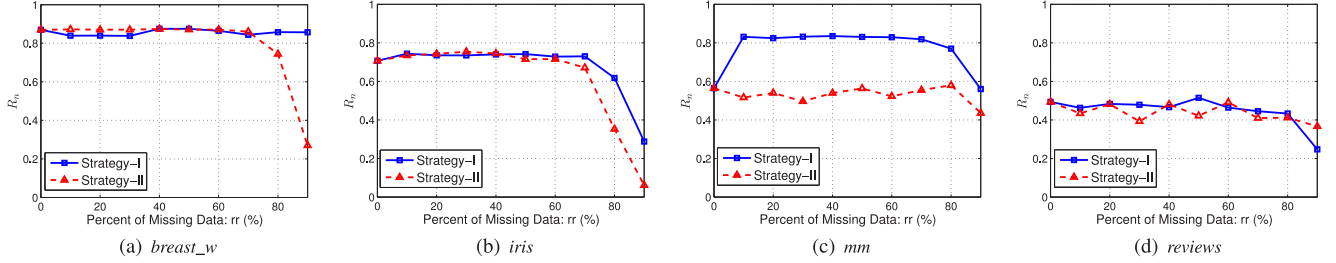 1
0.8
0.6
0.4
0.2
0
R_n
Strategy–I
Strategy–II
0 20 40 60 80
Percent of Missing Data: rr (%)
(a) breast_w
1
0.8
0.6
0.4
0.2
0
R_n
Strategy–I
Strategy–II
0 20 40 60 80
Percent of Missing Data: rr (%)
(b) iris
1
0.8
0.6
0.4
0.2
0
R_n
Strategy–I
Strategy–II
0 20 40 60 80
Percent of Missing Data: rr (%)
(c) mm
1
0.8
0.6
0.4
0.2
0
R_n
Strategy–I
Strategy–II
0 20 40 60 80
Percent of Missing Data: rr (%)
(d) reviews